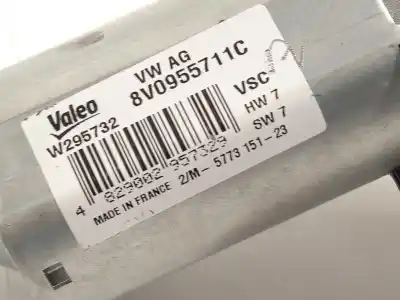 VW AG
Valeo 8V0955711C
W295732 VSC
HW 7
SW 7
4 829002 957329
MADE IN FRANCE 2/M- 5773 151-23